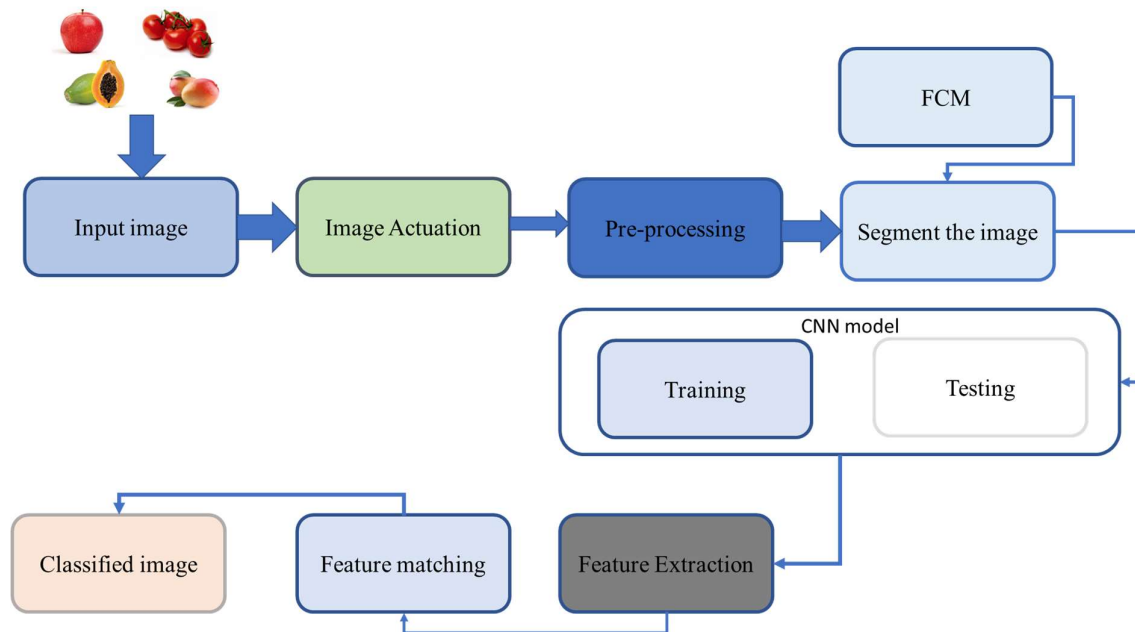 FCM
Input image
Image Actuation
Pre-processing
Segment the image
CNN model
Training
Testing
Classified image
Feature matching
Feature Extraction